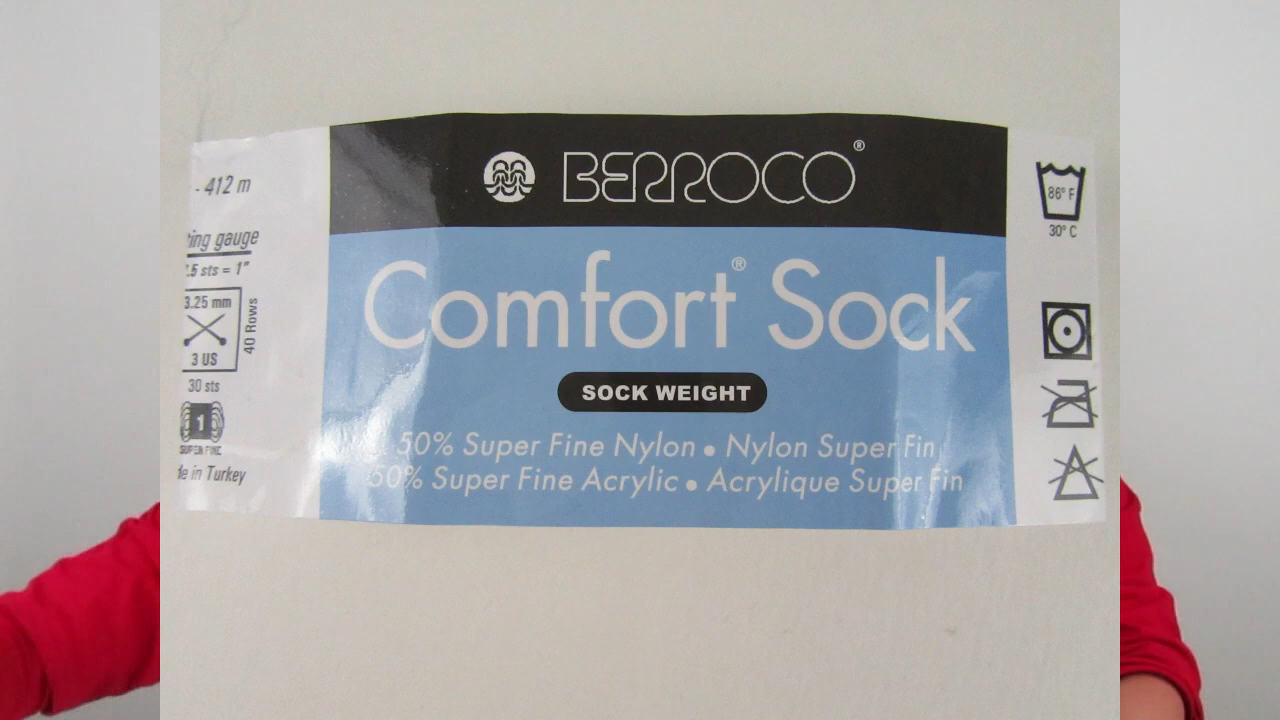 - 412 m
ing gauge
.5 sts = 1"
3.25 mm
40 Rows
3 US
30 sts
1
SUPER FINE
in Turkey
BERROCO®
Comfort® Sock
SOCK WEIGHT
50% Super Fine Nylon • Nylon Super Fin
50% Super Fine Acrylic • Acrylique Super Fin
86° F
30° C